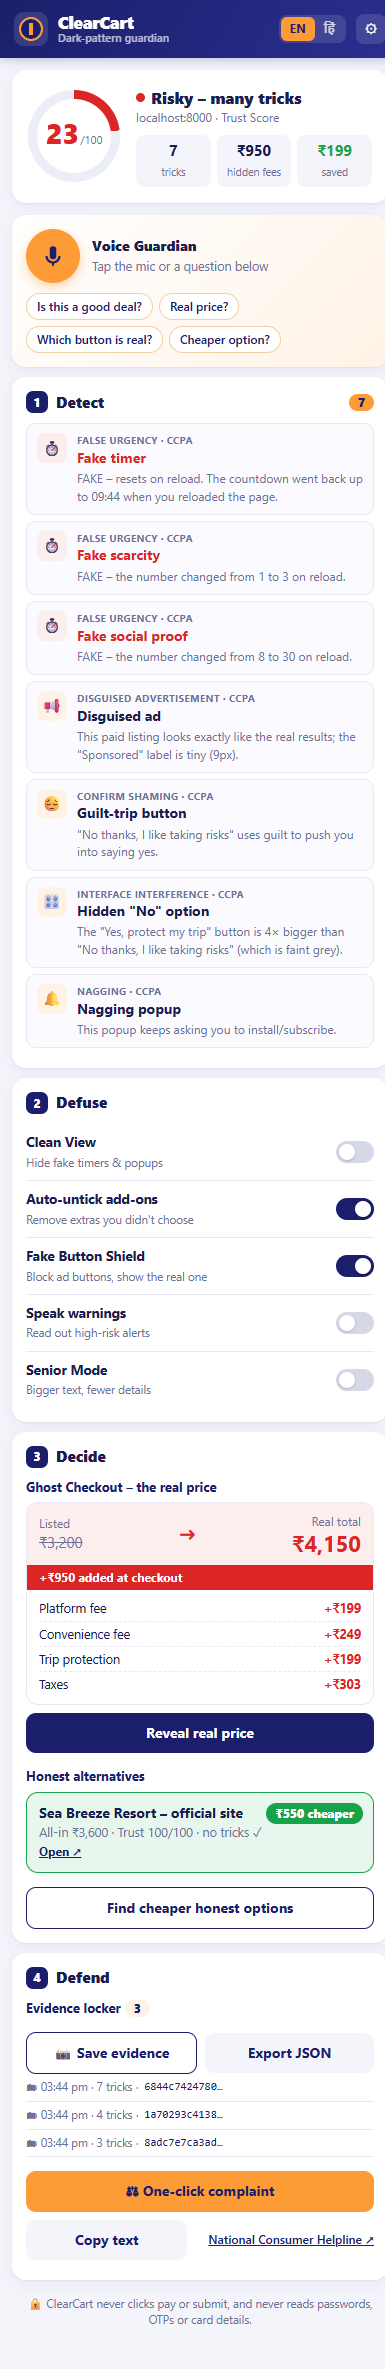 ClearCart
Dark-pattern guardian
EN
हिं
23/100
Risky – many tricks
localhost:8000 · Trust Score
7
tricks
₹950
hidden fees
₹199
saved
Voice Guardian
Tap the mic or a question below
Is this a good deal?
Real price?
Which button is real?
Cheaper option?
1 Detect
7
FALSE URGENCY · CCPA
Fake timer
FAKE – resets on reload. The countdown went back up
to 09:44 when you reloaded the page.
FALSE URGENCY · CCPA
Fake scarcity
FAKE – the number changed from 1 to 3 on reload.
FALSE URGENCY · CCPA
Fake social proof
FAKE – the number changed from 8 to 30 on reload.
DISGUISED ADVERTISEMENT · CCPA
Disguised ad
This paid listing looks exactly like the real results; the
"Sponsored" label is tiny (9px).
CONFIRM SHAMING · CCPA
Guilt-trip button
"No thanks, I like taking risks" uses guilt to push you
into saying yes.
INTERFACE INTERFERENCE · CCPA
Hidden "No" option
The "Yes, protect my trip" button is 4× bigger than
"No thanks, I like taking risks" (which is faint grey).
NAGGING · CCPA
Nagging popup
This popup keeps asking you to install/subscribe.
2 Defuse
Clean View
Hide fake timers & popups
Auto-untick add-ons
Remove extras you didn't choose
Fake Button Shield
Block ad buttons, show the real one
Speak warnings
Read out high-risk alerts
Senior Mode
Bigger text, fewer details
3 Decide
Ghost Checkout – the real price
Listed
₹3,200
→
Real total
₹4,150
+₹950 added at checkout
Platform fee +₹199
Convenience fee +₹249
Trip protection +₹199
Taxes +₹303
Reveal real price
Honest alternatives
Sea Breeze Resort – official site
₹550 cheaper
All-in ₹3,600 · Trust 100/100 · no tricks ✓
Open ↗
Find cheaper honest options
4 Defend
Evidence locker 3
Save evidence
Export JSON
03:44 pm · 7 tricks · 6844c7424780…
03:44 pm · 4 tricks · 1a70293c4138…
03:44 pm · 3 tricks · 8adc7e7ca3ad…
One-click complaint
Copy text
National Consumer Helpline ↗
ClearCart never clicks pay or submit, and never reads passwords,
OTPs or card details.